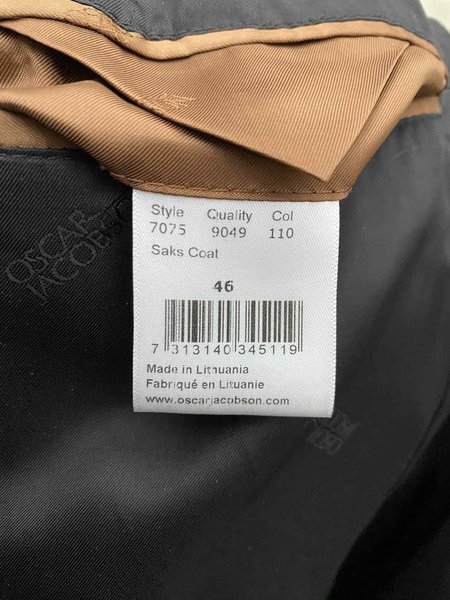 OSCAR
JACOBSON
Style Quality Col
7075 9049 110
Saks Coat
46
7 313140 345119
Made in Lithuania
Fabriqué en Lituanie
www.oscarjacobson.com